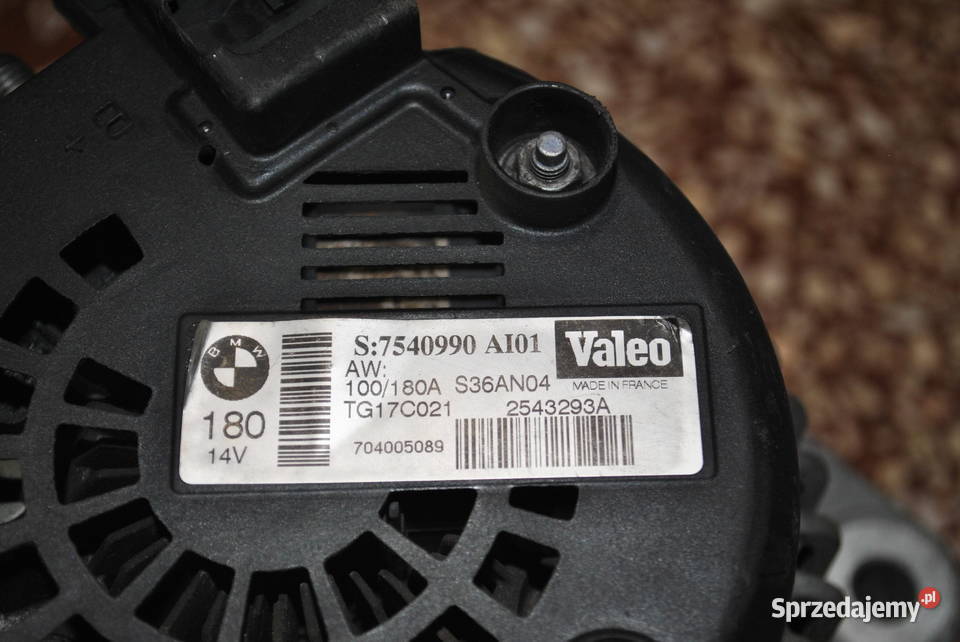 B+
BMW
180
14V
S:7540990 AI01
AW:
100/180A S36AN04
TG17C021 2543293A
704005089
Valeo
MADE IN FRANCE
Sprzedajemy.pl